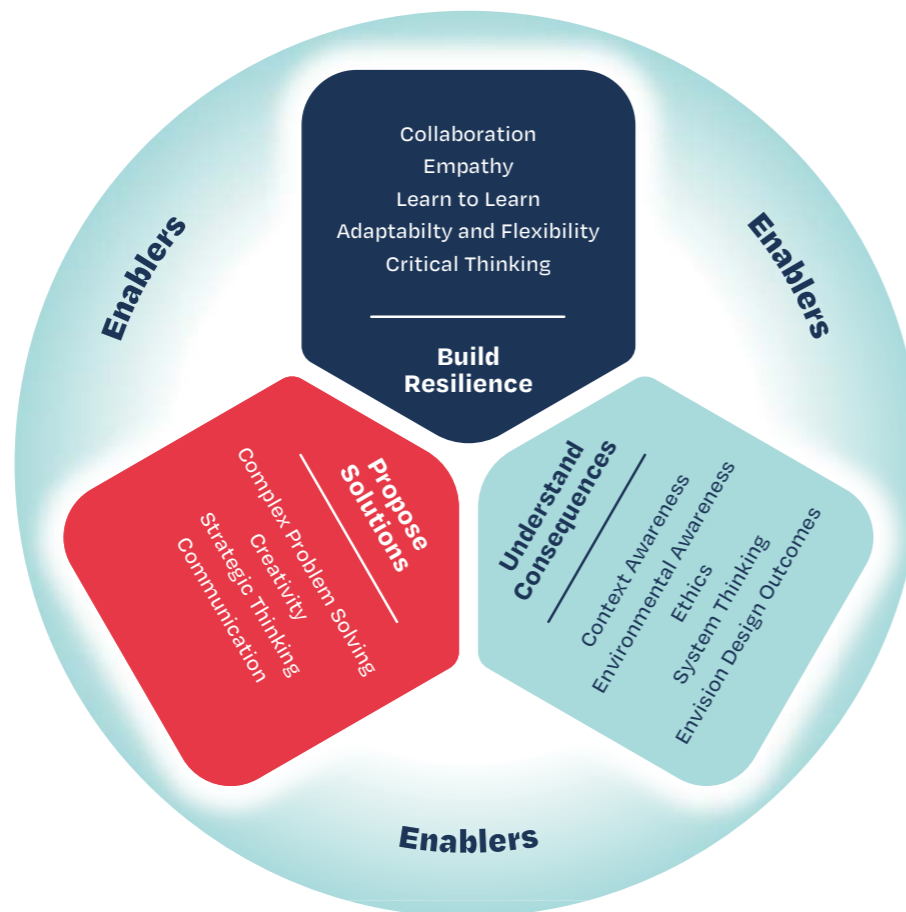 Collaboration
Empathy
Learn to Learn
Adaptabilty and Flexibility
Critical Thinking
Build
Resilience
Enablers
Enablers
Propose
Solutions
Complex Problem Solving
Creativity
Strategic Thinking
Communication
Understand
Consequences
Context Awareness
Environmental Awareness
Ethics
System Thinking
Envision Design Outcomes
Enablers